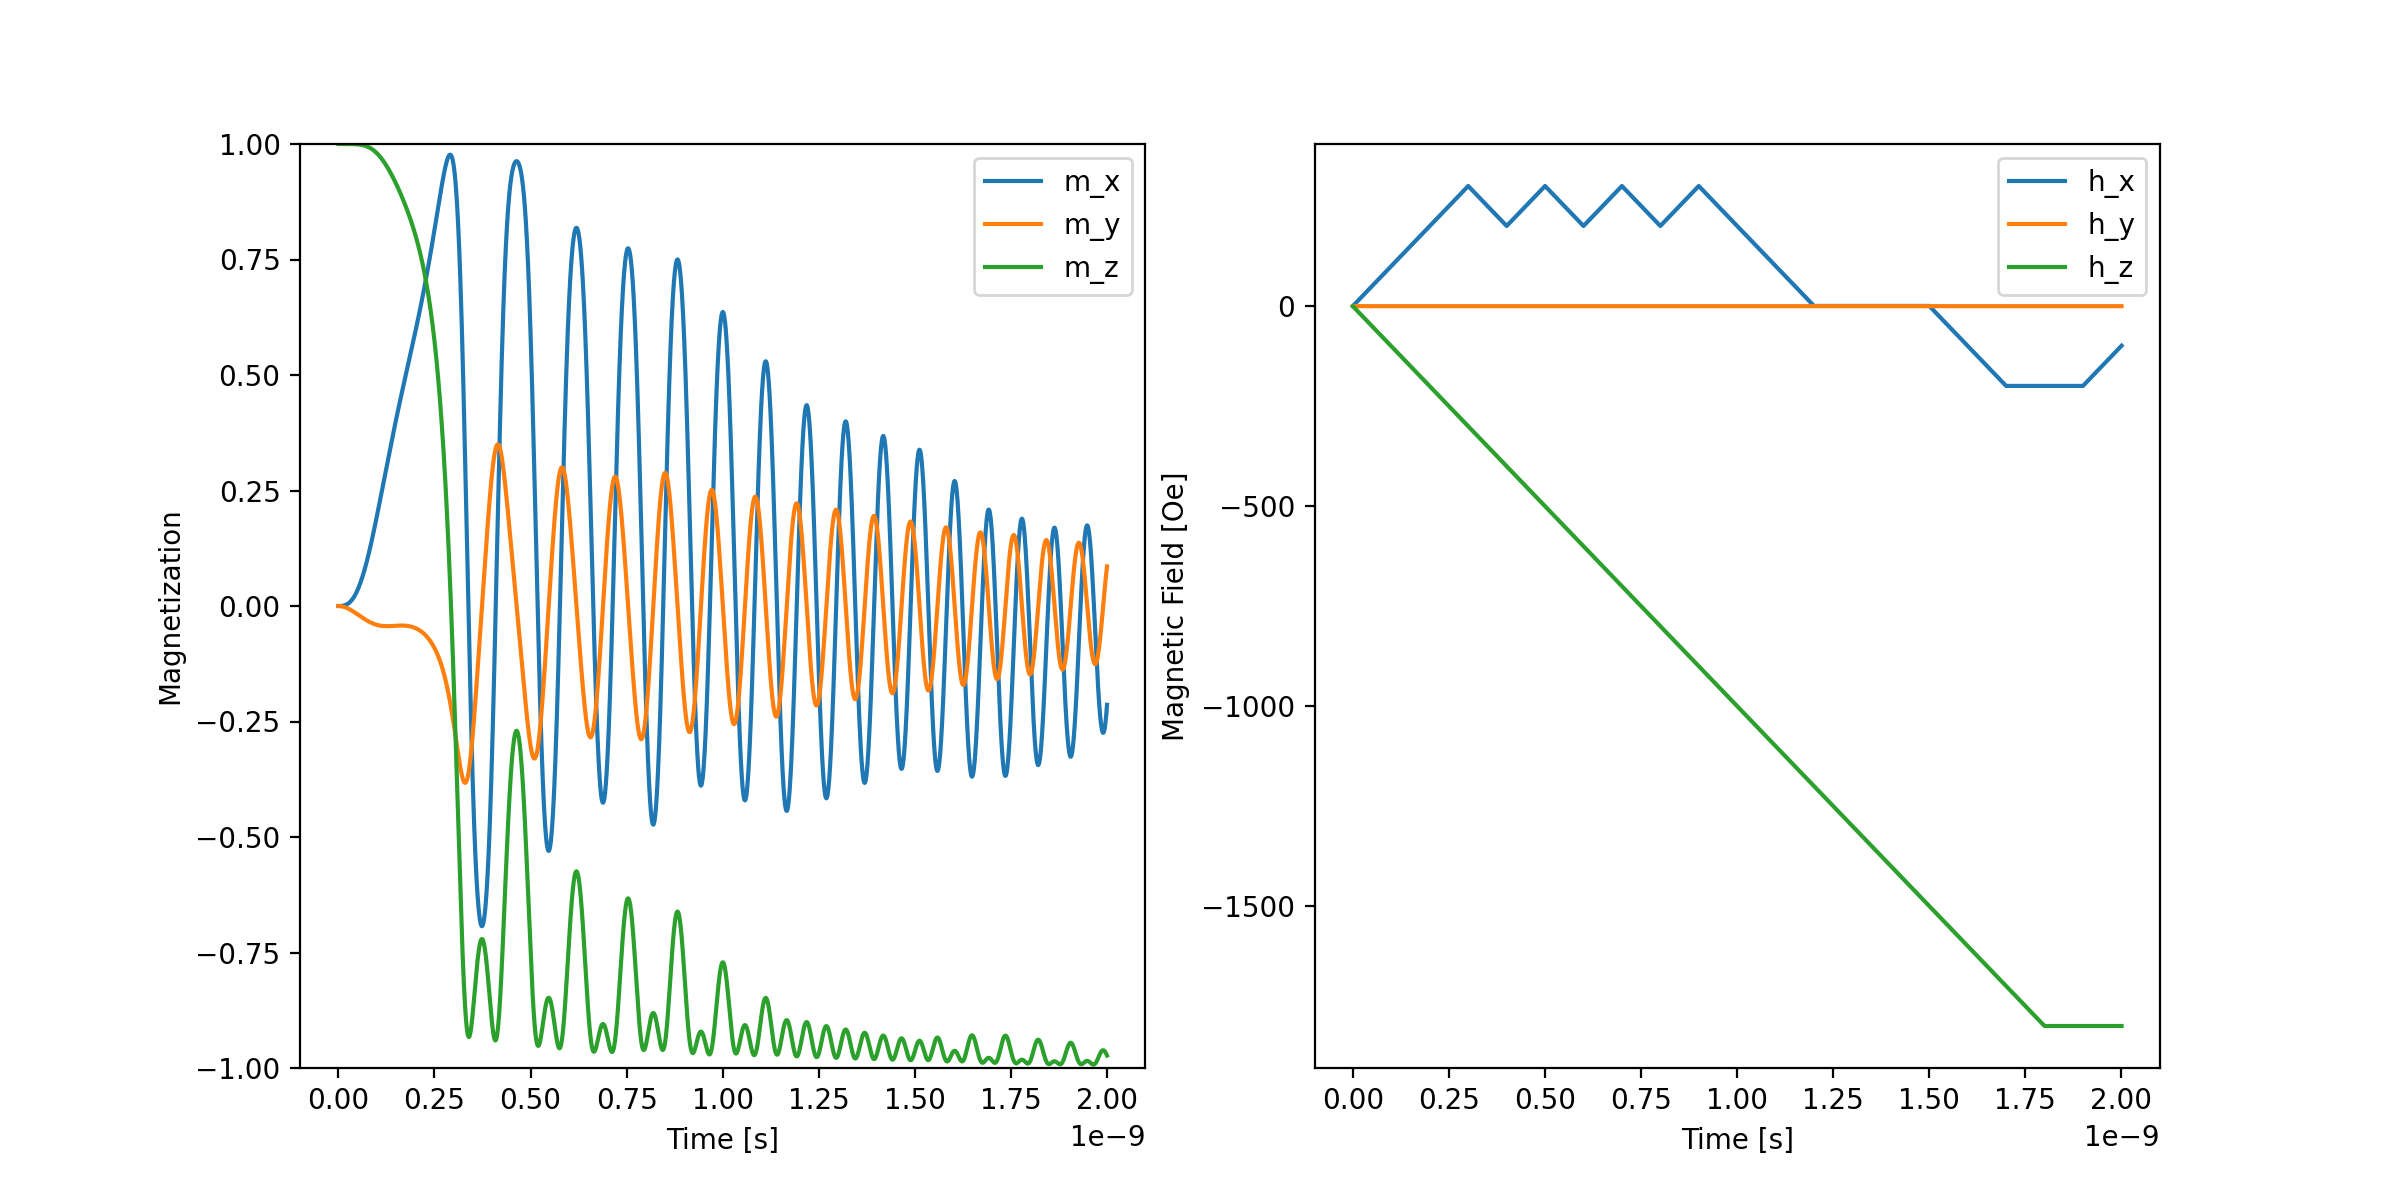 Magnetization
1.00
0.75
0.50
0.25
0.00
−0.25
−0.50
−0.75
−1.00
m_x
m_y
m_z
0.00 0.25 0.50 0.75 1.00 1.25 1.50 1.75 2.00
Time [s]
1e−9
Magnetic Field [Oe]
0
−500
−1000
−1500
h_x
h_y
h_z
0.00 0.25 0.50 0.75 1.00 1.25 1.50 1.75 2.00
Time [s]
1e−9